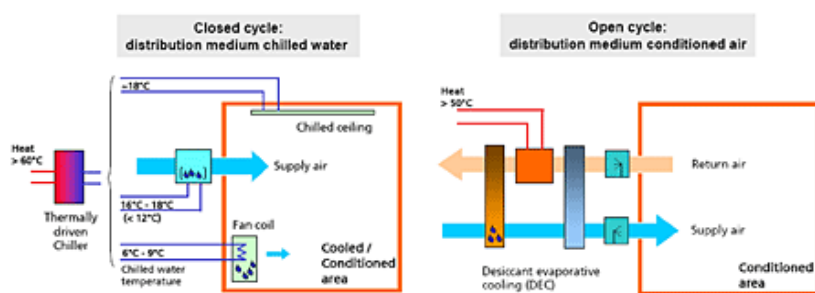 Closed cycle:
distribution medium chilled water
~18°C
Chilled ceiling
Heat
> 60°C
Supply air
16°C - 18°C
(< 12°C)
Thermally
driven
Chiller
Fan coil
6°C - 9°C
Chilled water
temperature
Cooled /
Conditioned
area
Open cycle:
distribution medium conditioned air
Heat
> 50°C
Return air
Supply air
Desiccant evaporative
cooling (DEC)
Conditioned
area